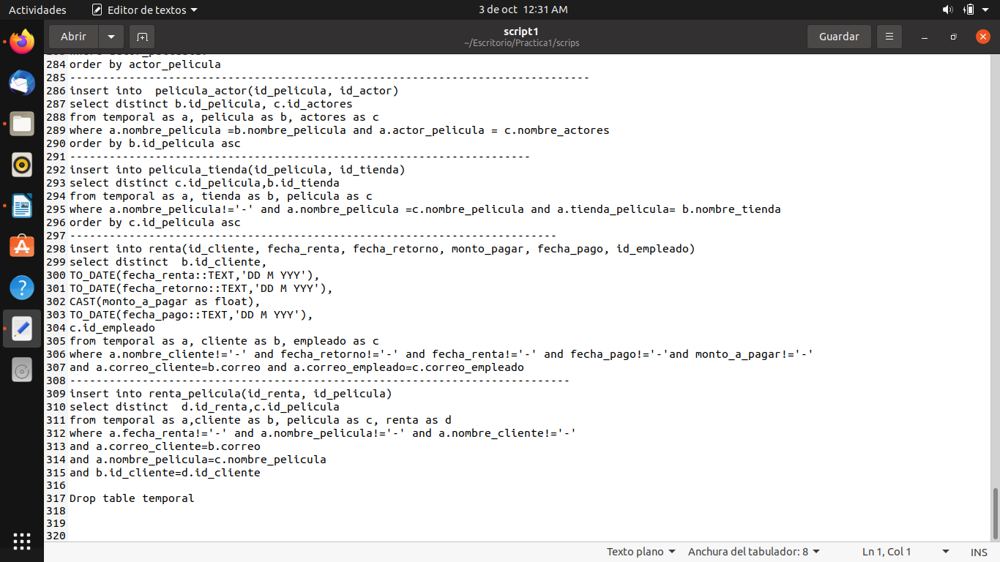 Actividades
Editor de textos
3 de oct 12:31 AM
Abrir
script1
~/Escritorio/Practica1/scrips
Guardar
284 order by actor_pelicula
285 -------------------------------------------------------------------------------
286 insert into  pelicula_actor(id_pelicula, id_actor)
287 select distinct b.id_pelicula, c.id_actores
288 from temporal as a, pelicula as b, actores as c
289 where a.nombre_pelicula =b.nombre_pelicula and a.actor_pelicula = c.nombre_actores
290 order by b.id_pelicula asc
291 ----------------------------------------------------------------------
292 insert into pelicula_tienda(id_pelicula, id_tienda)
293 select distinct c.id_pelicula,b.id_tienda
294 from temporal as a, tienda as b, pelicula as c
295 where a.nombre_pelicula!='-' and a.nombre_pelicula =c.nombre_pelicula and a.tienda_pelicula= b.nombre_tienda
296 order by c.id_pelicula asc
297 --------------------------------------------------------------------------
298 insert into renta(id_cliente, fecha_renta, fecha_retorno, monto_pagar, fecha_pago, id_empleado)
299 select distinct  b.id_cliente,
300 TO_DATE(fecha_renta::TEXT,'DD M YYY'),
301 TO_DATE(fecha_retorno::TEXT,'DD M YYY'),
302 CAST(monto_a_pagar as float),
303 TO_DATE(fecha_pago::TEXT,'DD M YYY'),
304 c.id_empleado
305 from temporal as a, cliente as b, empleado as c
306 where a.nombre_cliente!='-' and fecha_retorno!='-' and fecha_renta!='-' and fecha_pago!='-'and monto_a_pagar!='-'
307 and a.correo_cliente=b.correo and a.correo_empleado=c.correo_empleado
308 ----------------------------------------------------------------------------
309 insert into renta_pelicula(id_renta, id_pelicula)
310 select distinct  d.id_renta,c.id_pelicula
311 from temporal as a,cliente as b, pelicula as c, renta as d
312 where a.fecha_renta!='-' and a.nombre_pelicula!='-' and a.nombre_cliente!='-'
313 and a.correo_cliente=b.correo
314 and a.nombre_pelicula=c.nombre_pelicula
315 and b.id_cliente=d.id_cliente
316
317 Drop table temporal
318
319
320
Texto plano
Anchura del tabulador: 8
Ln 1, Col 1
INS